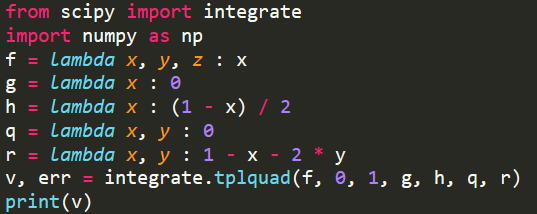 from scipy import integrate
import numpy as np
f = lambda x, y, z : x
g = lambda x : 0
h = lambda x : (1 - x) / 2
q = lambda x, y : 0
r = lambda x, y : 1 - x - 2 * y
v, err = integrate.tplquad(f, 0, 1, g, h, q, r)
print(v)